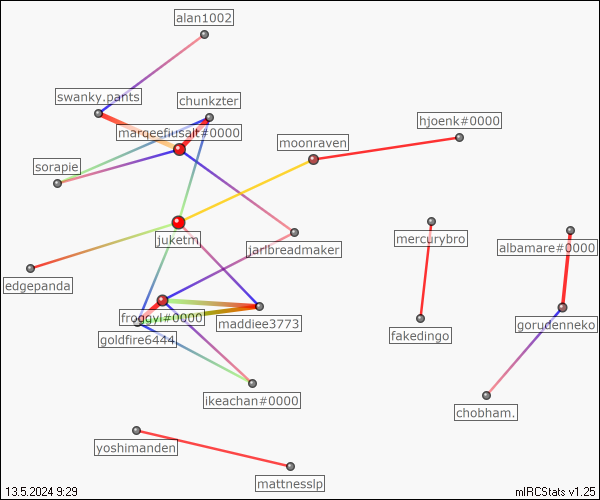 alan1002
swanky.pants
chunkzter
hjoenk#0000
marqeefiusalt#0000
moonraven
sorapie
juketm
jarlbreadmaker
mercurybro
albamare#0000
edgepanda
froggyl#0000
maddiee3773
gorudenneko
goldfire6444
fakedingo
ikeachan#0000
chobham.
yoshimanden
mattnesslp
13.5.2024 9:29
mIRCStats v1.25